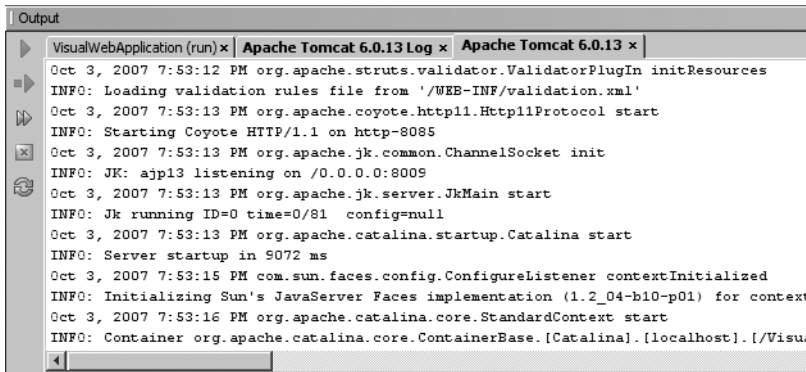 Output
VisualWebApplication (run) x Apache Tomcat 6.0.13 Log x Apache Tomcat 6.0.13 x
Oct 3, 2007 7:53:12 PM org.apache.struts.validator.ValidatorPlugIn initResources
INFO: Loading validation rules file from '/WEB-INF/validation.xml'
Oct 3, 2007 7:53:13 PM org.apache.coyote.http11.Http11Protocol start
INFO: Starting Coyote HTTP/1.1 on http-8085
Oct 3, 2007 7:53:13 PM org.apache.jk.common.ChannelSocket init
INFO: JK: ajp13 listening on /0.0.0.0:8009
Oct 3, 2007 7:53:13 PM org.apache.jk.server.JkMain start
INFO: Jk running ID=0 time=0/81  config=null
Oct 3, 2007 7:53:13 PM org.apache.catalina.startup.Catalina start
INFO: Server startup in 9072 ms
Oct 3, 2007 7:53:15 PM com.sun.faces.config.ConfigureListener contextInitialized
INFO: Initializing Sun's JavaServer Faces implementation (1.2_04-b10-p01) for context
Oct 3, 2007 7:53:16 PM org.apache.catalina.core.StandardContext start
INFO: Container org.apache.catalina.core.ContainerBase.[Catalina].[localhost].[/Visua